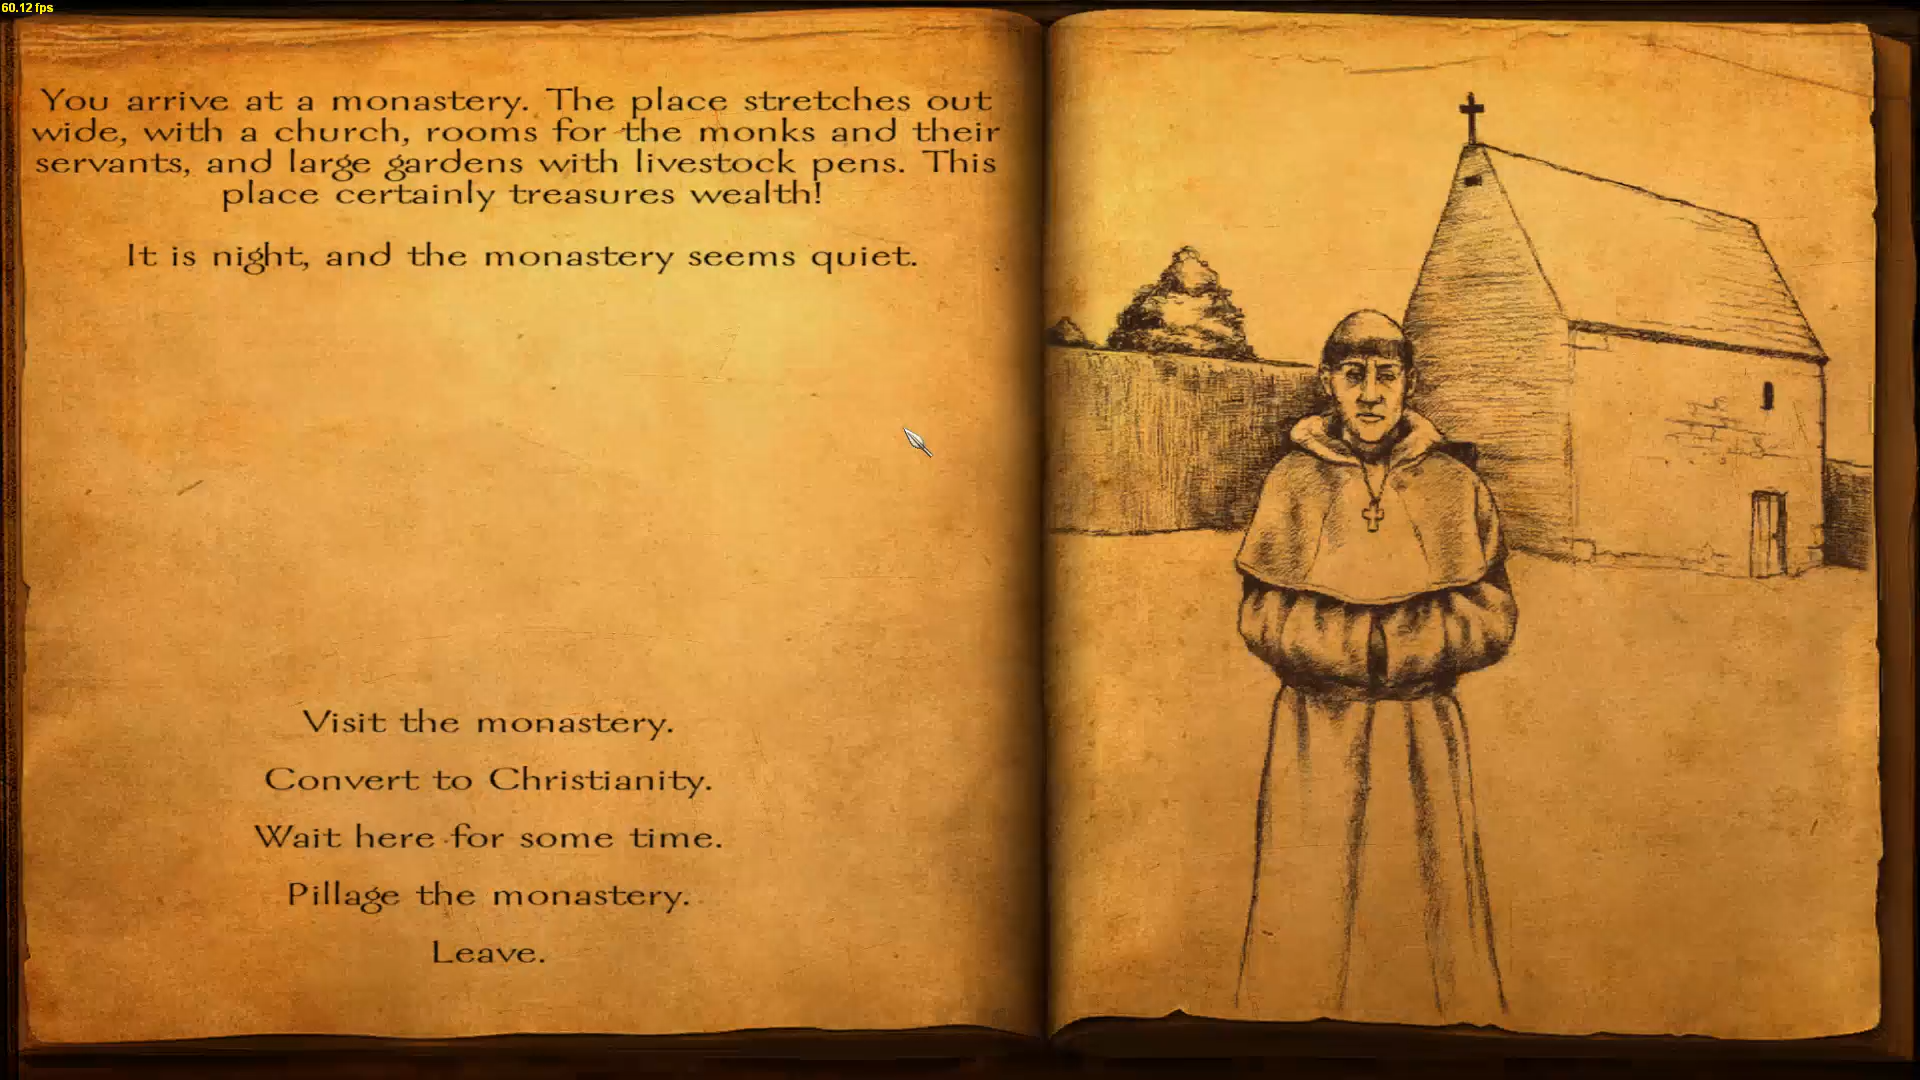 60.12 fps
You arrive at a monastery. The place stretches out
wide, with a church, rooms for the monks and their
servants, and large gardens with livestock pens. This
place certainly treasures wealth!
It is night, and the monastery seems quiet.
Visit the monastery.
Convert to Christianity.
Wait here for some time.
Pillage the monastery.
Leave.